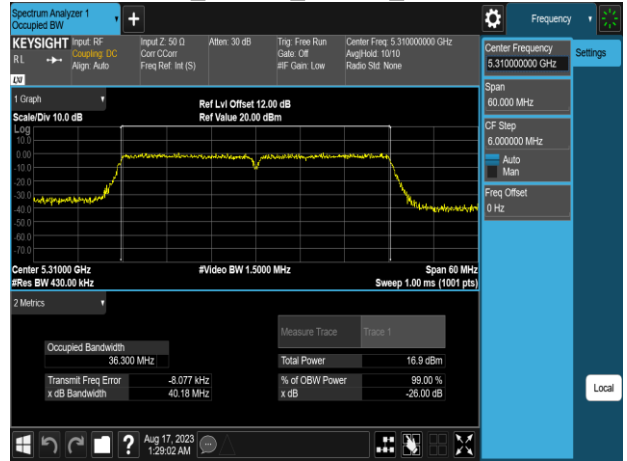 Spectrum Analyzer 1
Occupied BW
Frequency
KEYSIGHT
RL
LXI
Input: RF
Coupling: DC
Align: Auto
Input Z: 50 Ω
Corr CCorr
Freq Ref: Int (S)
Atten: 30 dB
Trig: Free Run
Gate: Off
#IF Gain: Low
Center Freq: 5.310000000 GHz
Avg|Hold: 10/10
Radio Std: None
Center Frequency
5.310000000 GHz
Settings
Span
60.000 MHz
CF Step
6.000000 MHz
Auto
Man
Freq Offset
0 Hz
Local
1 Graph
Scale/Div 10.0 dB
Ref Lvl Offset 12.00 dB
Ref Value 20.00 dBm
Log
10.0
0.00
-10.0
-20.0
-30.0
-40.0
-50.0
-60.0
-70.0
Center 5.31000 GHz
#Video BW 1.5000 MHz
Span 60 MHz
#Res BW 430.00 kHz
Sweep 1.00 ms (1001 pts)
2 Metrics
Measure Trace Trace 1
Occupied Bandwidth
36.300 MHz
Total Power 16.9 dBm
Transmit Freq Error -8.077 kHz
% of OBW Power 99.00 %
x dB Bandwidth 40.18 MHz
x dB -26.00 dB
?
Aug 17, 2023
1:29:02 AM